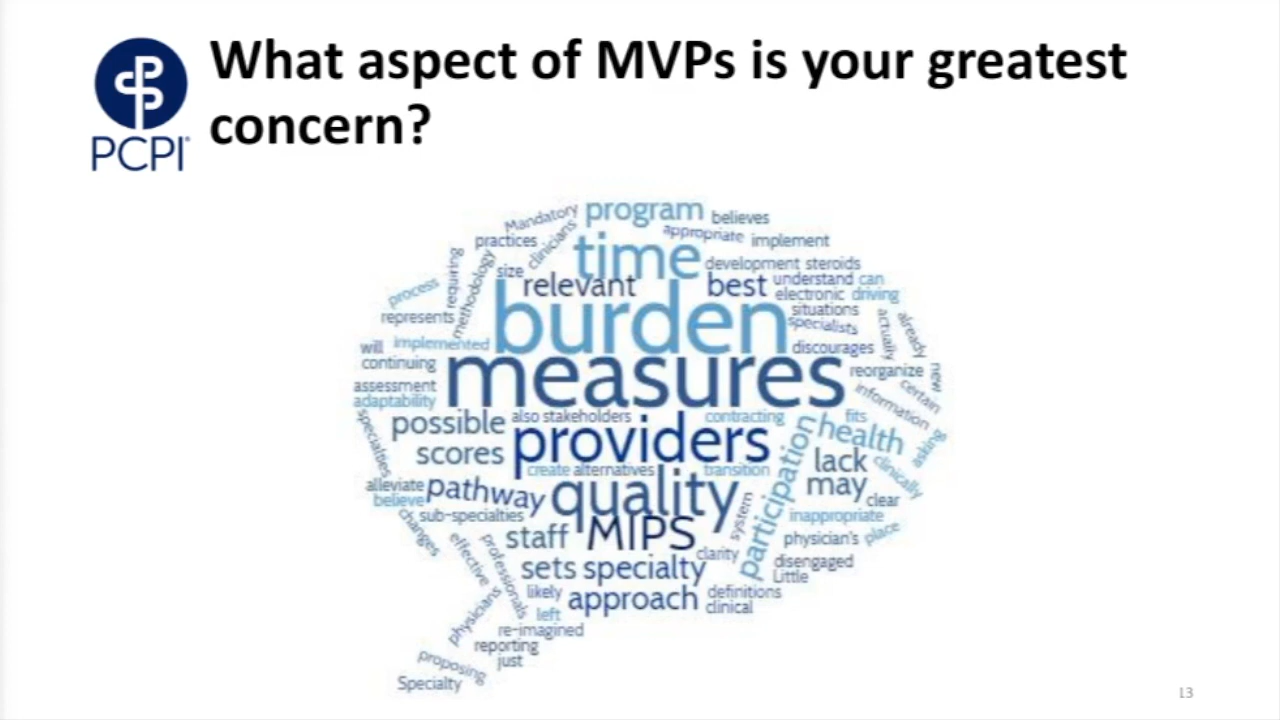 What aspect of MVPs is your greatest
concern?
PCPI
Mandatory
program
believes
practices
clinicians
appropriate
implement
time
requiring
methodology
size
development
steroids
relevant
best
understand
can
process
electronic
driving
burden
situations
represents
specialists
actually
already
will
implemented
discourages
continuing
measures
reorganize
new
assessment
certain
adaptability
information
possible
also
stakeholders
contracting
fits
specialties
scores
providers
participation
health
asking
create
alternatives
transition
lack
clinically
alleviate
pathway
quality
may
believe
clear
sub-specialties
system
inappropriate
changes
staff
MIPS
physician's
place
effective
professionals
clarity
disengaged
sets
specialty
Little
likely
approach
definitions
clinical
physicians
left
re-imagined
reporting
proposing
just
Specialty
13